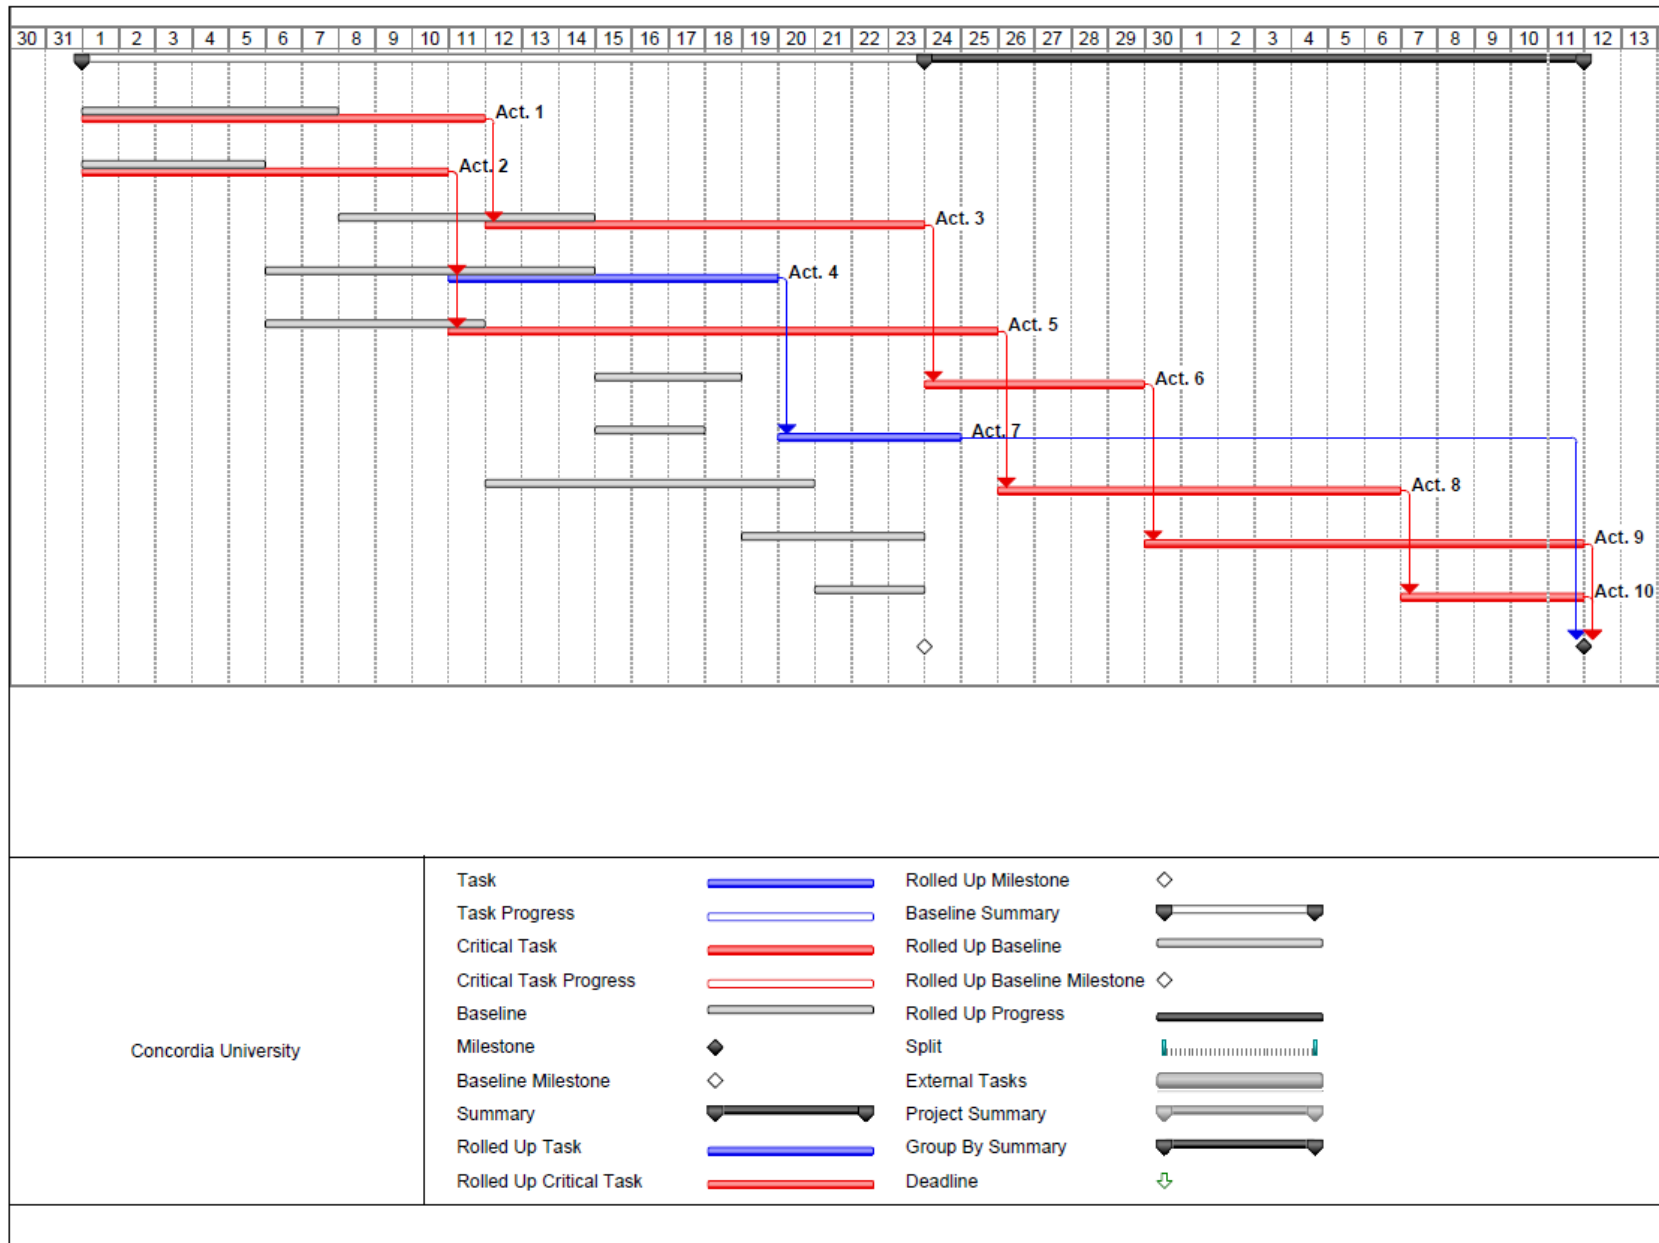 30 31 1 2 3 4 5 6 7 8 9 10 11 12 13 14 15 16 17 18 19 20 21 22 23 24 25 26 27 28 29 30 1 2 3 4 5 6 7 8 9 10 11 12 13
Act. 1
Act. 2
Act. 3
Act. 4
Act. 5
Act. 6
Act. 7
Act. 8
Act. 9
Act. 10
Concordia University
Task
Task Progress
Critical Task
Critical Task Progress
Baseline
Milestone
Baseline Milestone
Summary
Rolled Up Task
Rolled Up Critical Task
Rolled Up Milestone
Baseline Summary
Rolled Up Baseline
Rolled Up Baseline Milestone
Rolled Up Progress
Split
External Tasks
Project Summary
Group By Summary
Deadline